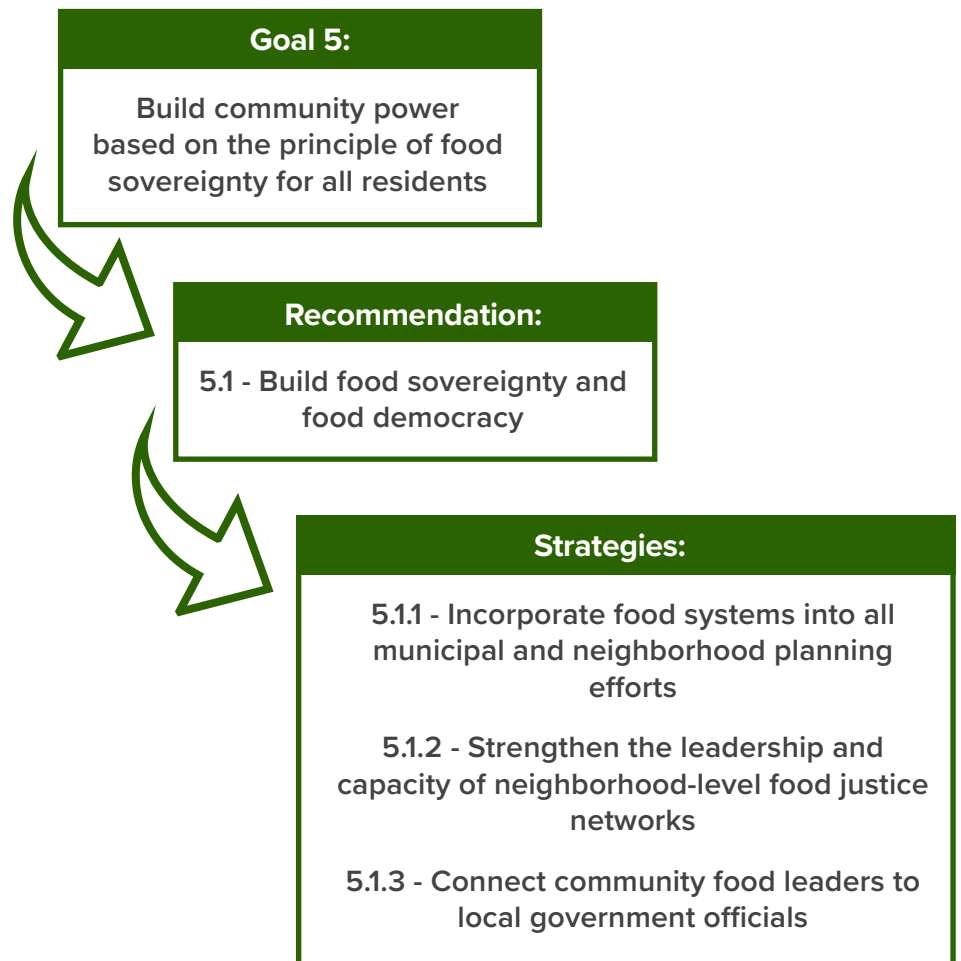 Goal 5:
Build community power
based on the principle of food
sovereignty for all residents
Recommendation:
5.1 - Build food sovereignty and
food democracy
Strategies:
5.1.1 - Incorporate food systems into all
municipal and neighborhood planning
efforts
5.1.2 - Strengthen the leadership and
capacity of neighborhood-level food justice
networks
5.1.3 - Connect community food leaders to
local government officials